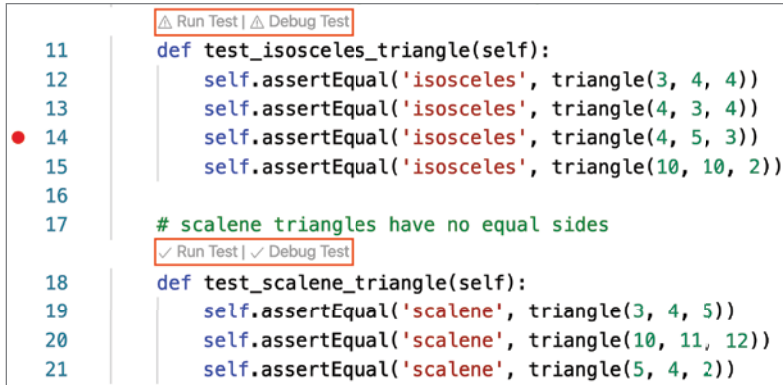 ⚠ Run Test | ⚠ Debug Test
11 def test_isosceles_triangle(self):
12 self.assertEqual('isosceles', triangle(3, 4, 4))
13 self.assertEqual('isosceles', triangle(4, 3, 4))
14 self.assertEqual('isosceles', triangle(4, 5, 3))
15 self.assertEqual('isosceles', triangle(10, 10, 2))
16
17 # scalene triangles have no equal sides
✓ Run Test | ✓ Debug Test
18 def test_scalene_triangle(self):
19 self.assertEqual('scalene', triangle(3, 4, 5))
20 self.assertEqual('scalene', triangle(10, 11, 12))
21 self.assertEqual('scalene', triangle(5, 4, 2))